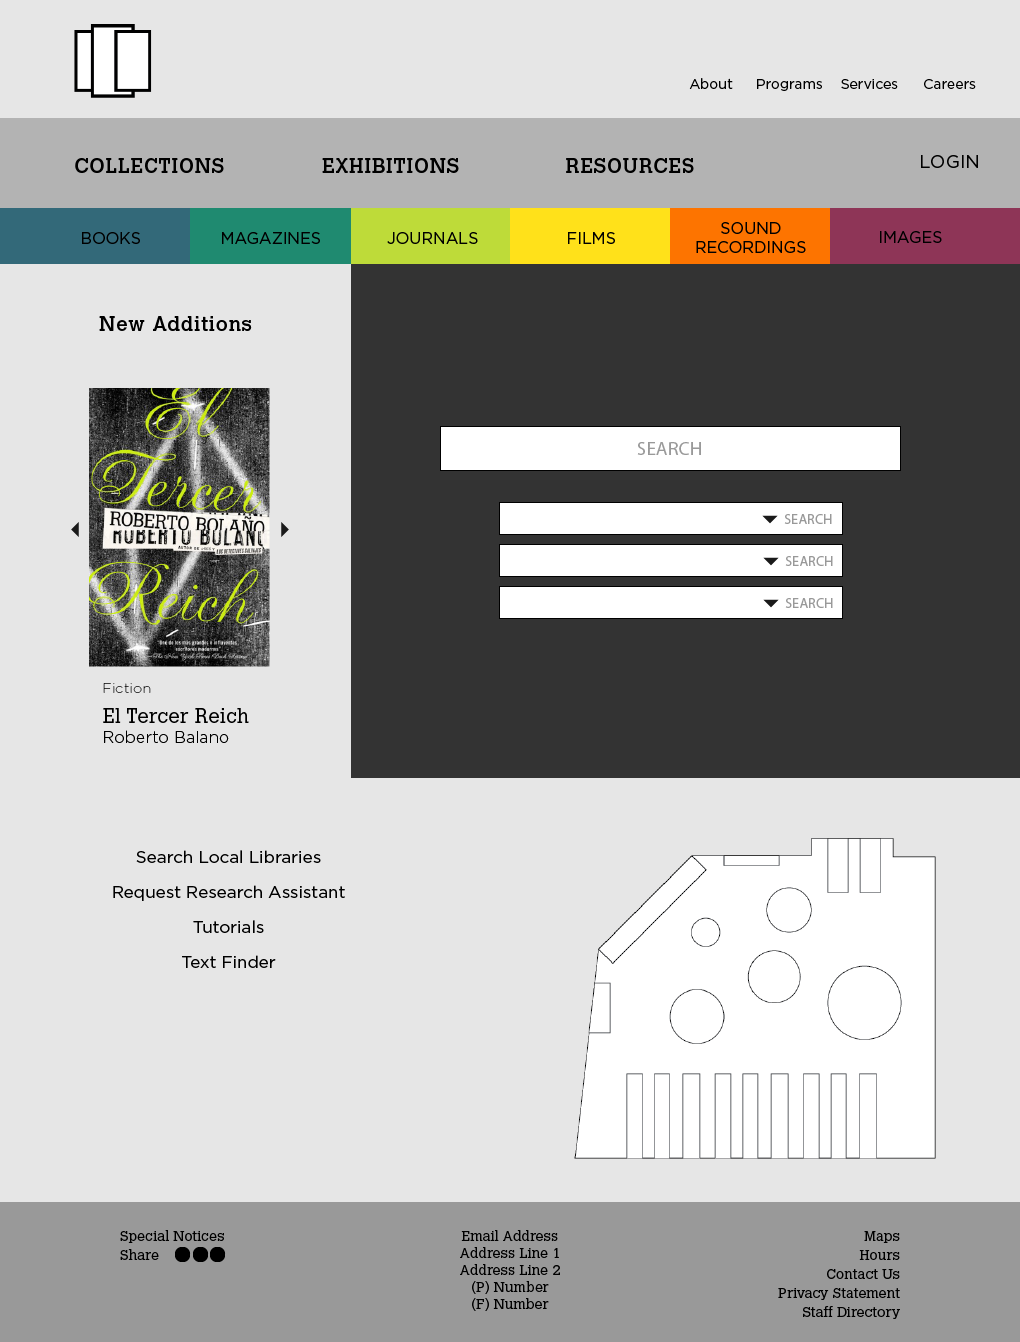 About Programs Services Careers
COLLECTIONS EXHIBITIONS RESOURCES LOGIN
BOOKS MAGAZINES JOURNALS FILMS SOUND RECORDINGS IMAGES
New Additions
El
Tercer
ROBERTO BOLAÑO
Reich
SEARCH
SEARCH
SEARCH
SEARCH
Fiction
El Tercer Reich
Roberto Balano
Search Local Libraries
Request Research Assistant
Tutorials
Text Finder
Special Notices
Share
Email Address
Address Line 1
Address Line 2
(P) Number
(F) Number
Maps
Hours
Contact Us
Privacy Statement
Staff Directory